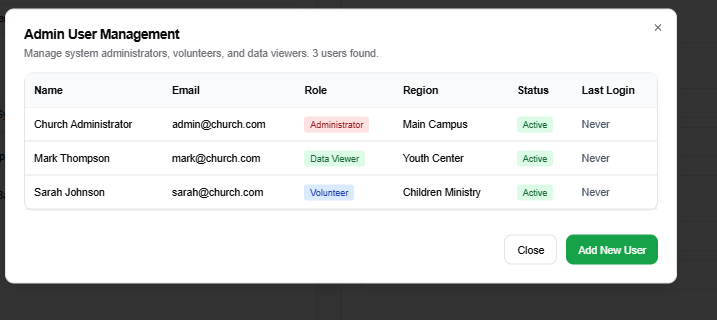 Admin User Management
×
Manage system administrators, volunteers, and data viewers. 3 users found.
Name Email Role Region Status Last Login
Church Administrator admin@church.com Administrator Main Campus Active Never
Mark Thompson mark@church.com Data Viewer Youth Center Active Never
Sarah Johnson sarah@church.com Volunteer Children Ministry Active Never
Close Add New User